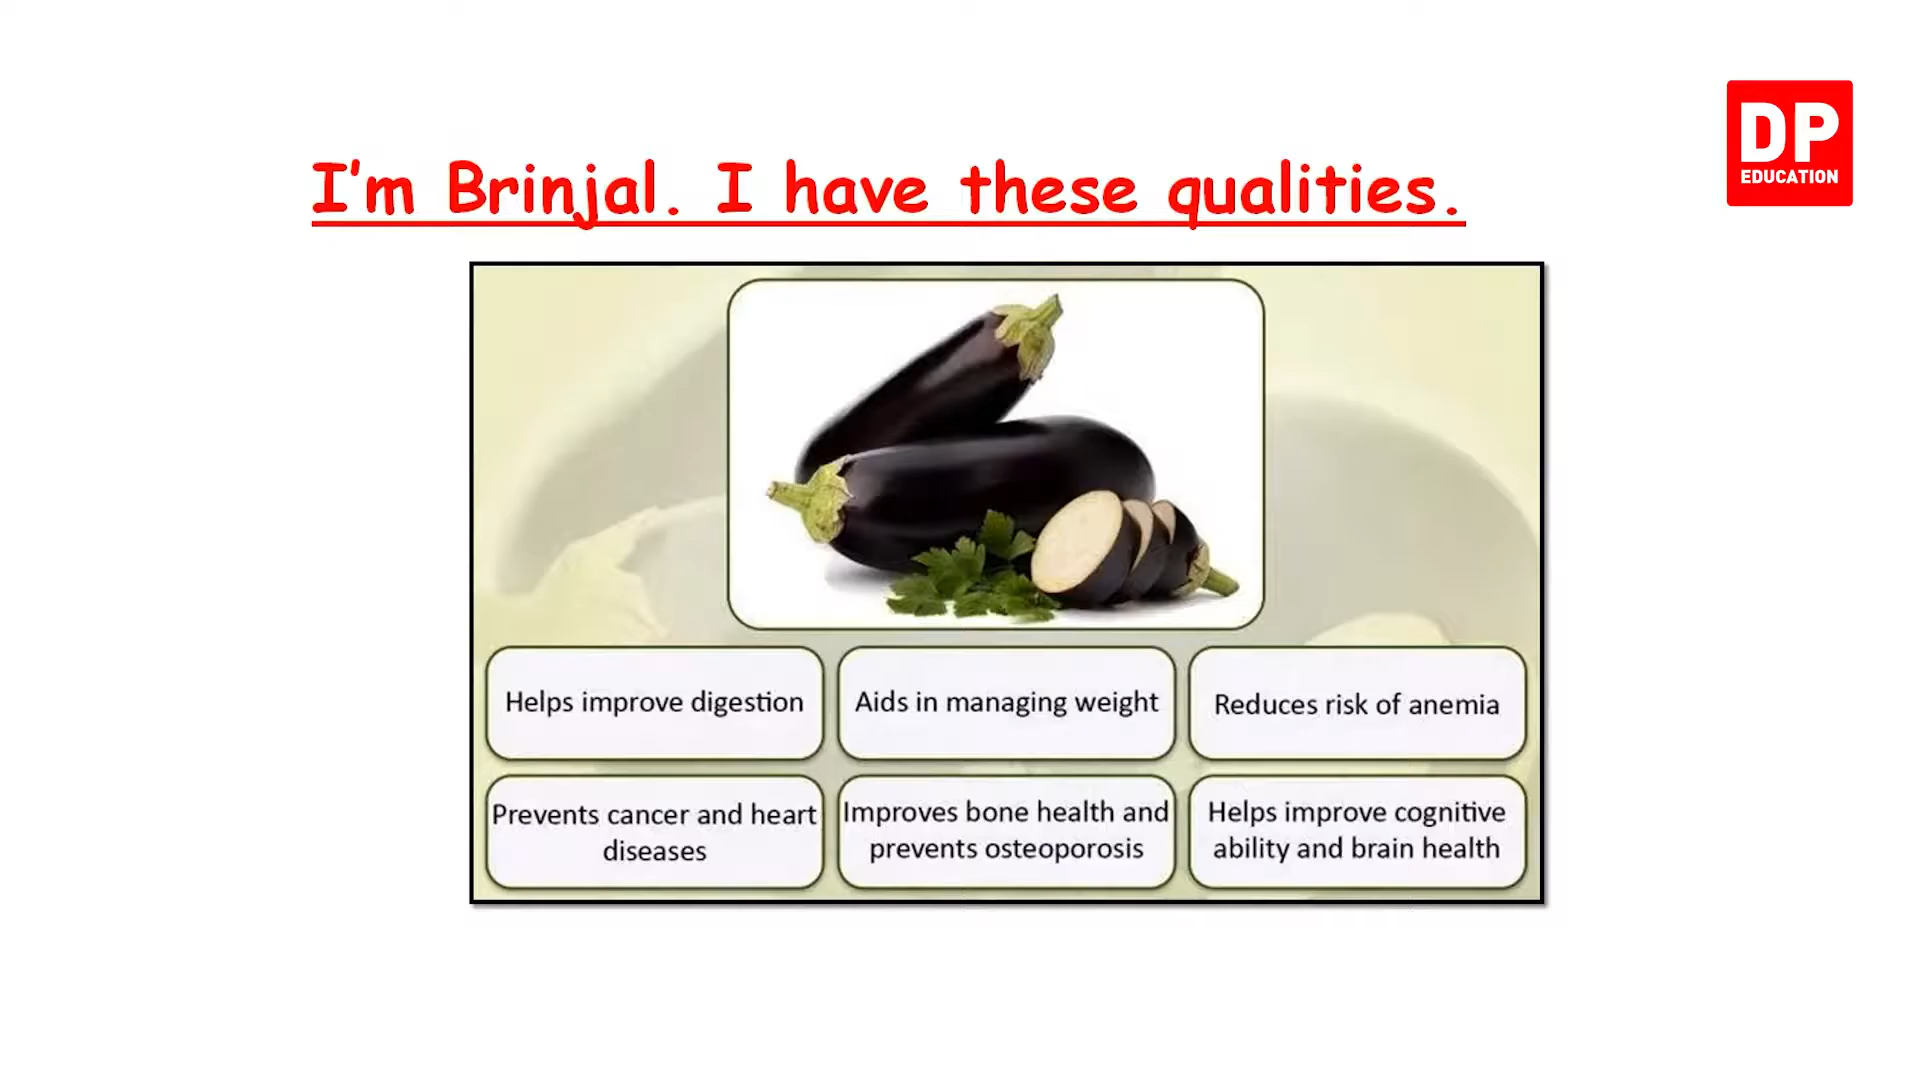 DP
EDUCATION
I'm Brinjal. I have these qualities.
Helps improve digestion
Aids in managing weight
Reduces risk of anemia
Prevents cancer and heart
diseases
Improves bone health and
prevents osteoporosis
Helps improve cognitive
ability and brain health